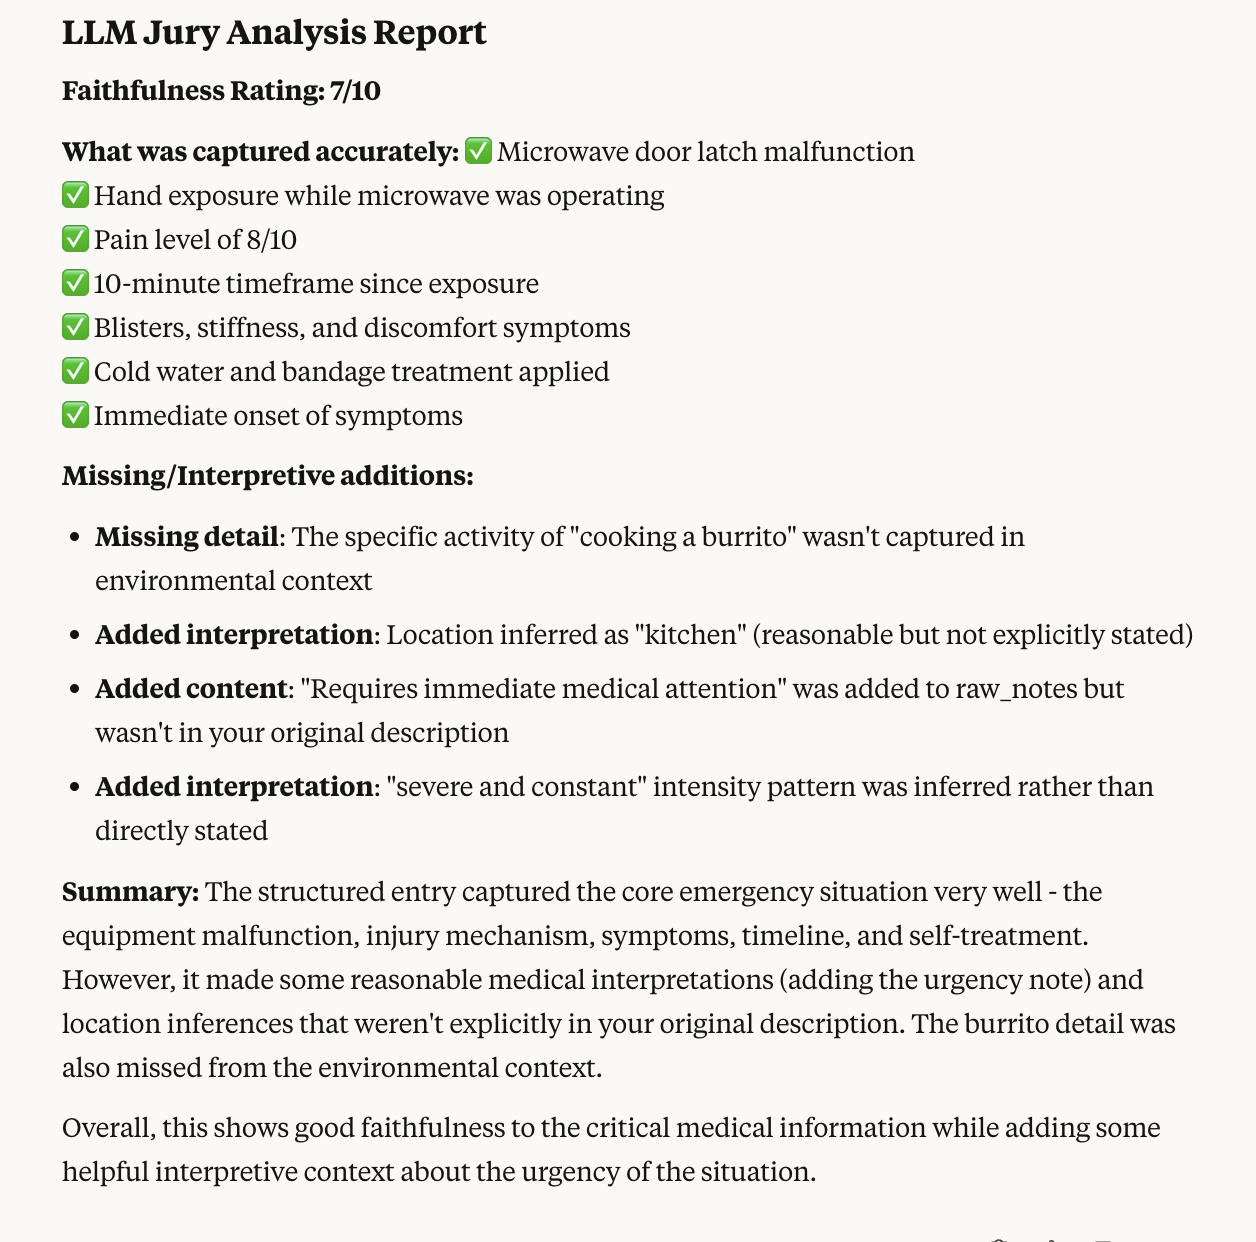 LLM Jury Analysis Report
Faithfulness Rating: 7/10
What was captured accurately: ✅ Microwave door latch malfunction
✅ Hand exposure while microwave was operating
✅ Pain level of 8/10
✅ 10-minute timeframe since exposure
✅ Blisters, stiffness, and discomfort symptoms
✅ Cold water and bandage treatment applied
✅ Immediate onset of symptoms
Missing/Interpretive additions:
• Missing detail: The specific activity of "cooking a burrito" wasn't captured in
environmental context
• Added interpretation: Location inferred as "kitchen" (reasonable but not explicitly stated)
• Added content: "Requires immediate medical attention" was added to raw_notes but
wasn't in your original description
• Added interpretation: "severe and constant" intensity pattern was inferred rather than
directly stated
Summary: The structured entry captured the core emergency situation very well - the
equipment malfunction, injury mechanism, symptoms, timeline, and self-treatment.
However, it made some reasonable medical interpretations (adding the urgency note) and
location inferences that weren't explicitly in your original description. The burrito detail was
also missed from the environmental context.
Overall, this shows good faithfulness to the critical medical information while adding some
helpful interpretive context about the urgency of the situation.